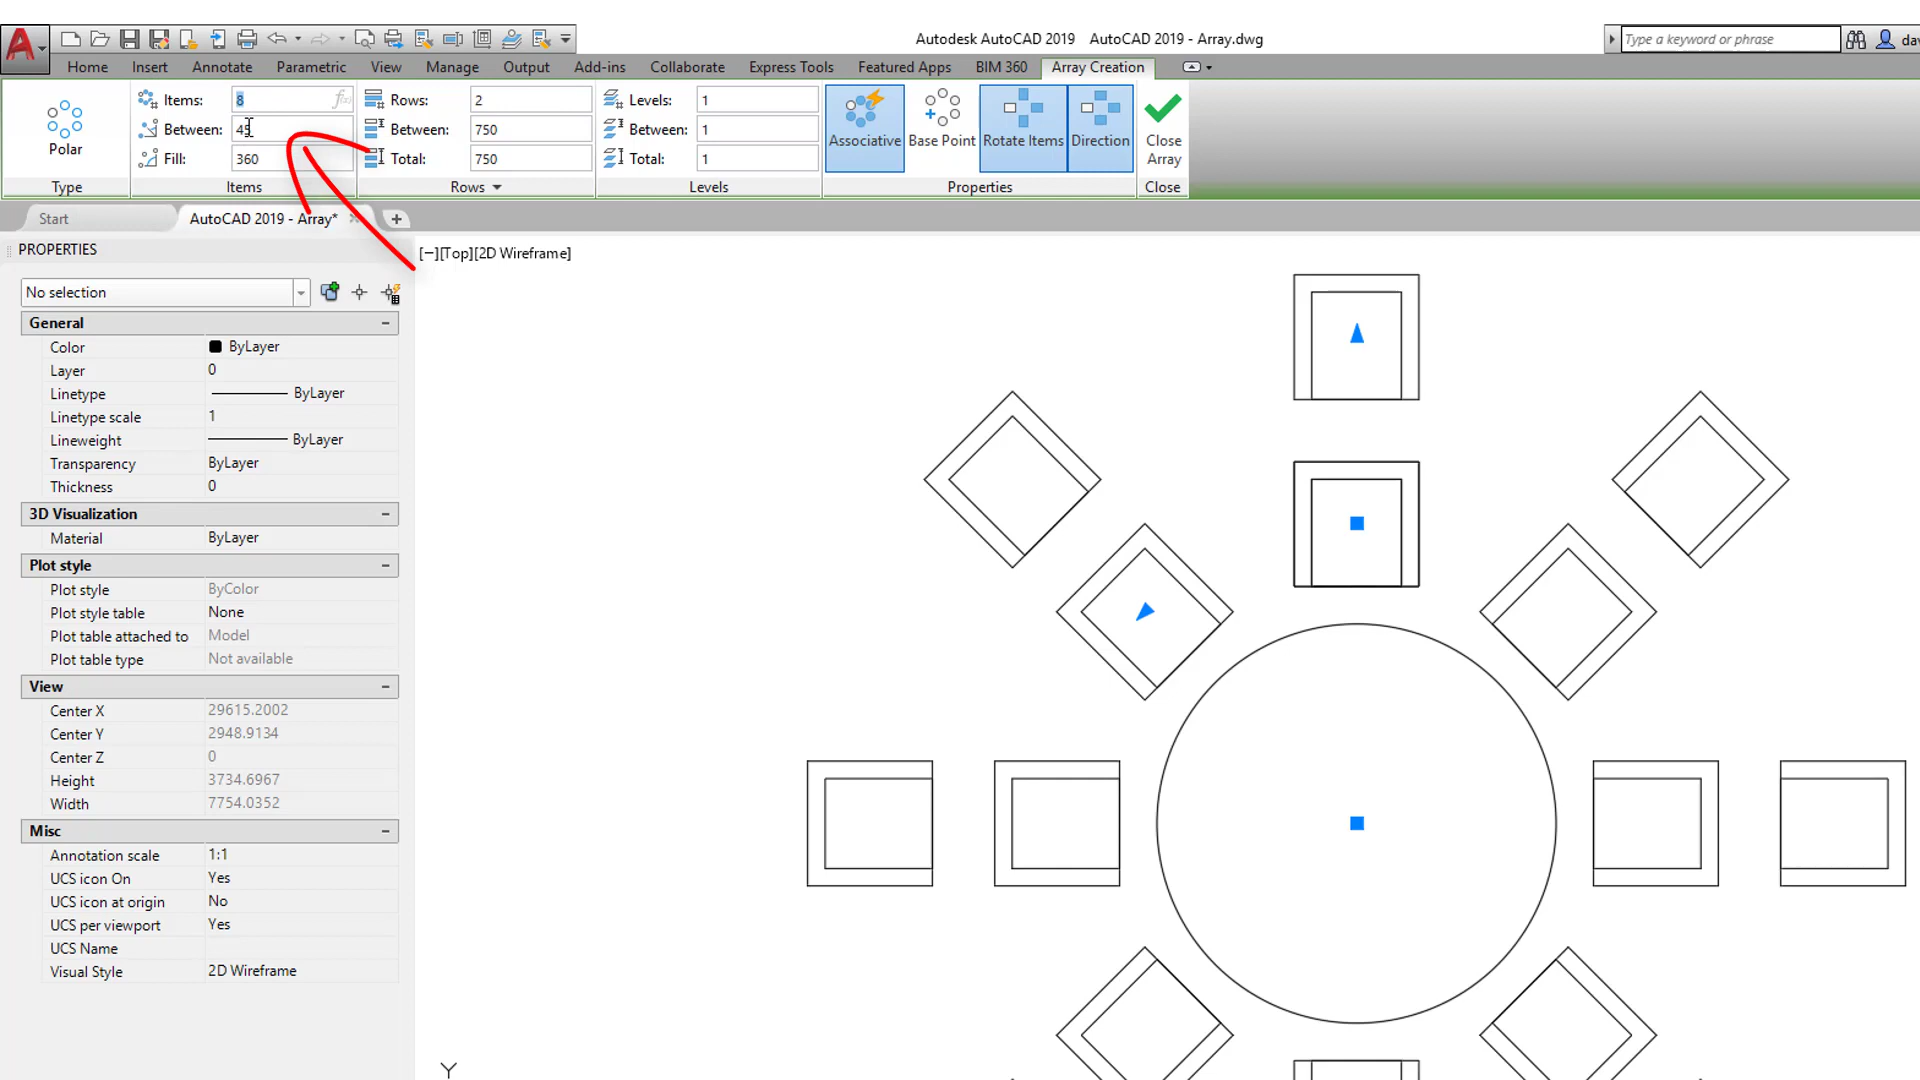 Autodesk AutoCAD 2019 AutoCAD 2019 - Array.dwg
Type a keyword or phrase
Home Insert Annotate Parametric View Manage Output Add-ins Collaborate Express Tools Featured Apps BIM 360 Array Creation
Polar
Type
Items: 8
Between: 45
Fill: 360
Items
Rows: 2
Between: 750
Total: 750
Rows
Levels: 1
Between: 1
Total: 1
Levels
Associative
Base Point
Rotate Items
Direction
Properties
Close
Array
Close
Start
AutoCAD 2019 - Array*
PROPERTIES
[−][Top][2D Wireframe]
No selection
General
Color ByLayer
Layer 0
Linetype ByLayer
Linetype scale 1
Lineweight ByLayer
Transparency ByLayer
Thickness 0
3D Visualization
Material ByLayer
Plot style
Plot style ByColor
Plot style table None
Plot table attached to Model
Plot table type Not available
View
Center X 29615.2002
Center Y 2948.9134
Center Z 0
Height 3734.6967
Width 7754.0352
Misc
Annotation scale 1:1
UCS icon On Yes
UCS icon at origin No
UCS per viewport Yes
UCS Name
Visual Style 2D Wireframe
Y